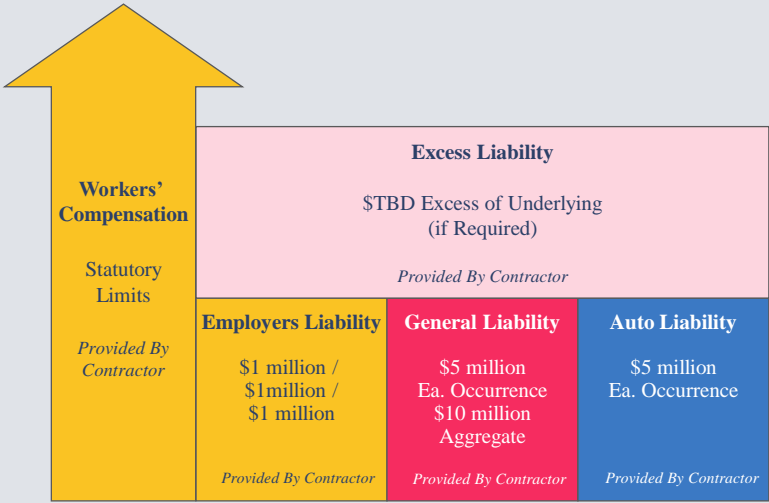 Workers’
Compensation
Statutory
Limits
Provided By
Contractor
Excess Liability
$TBD Excess of Underlying
(if Required)
Provided By Contractor
Employers Liability
$1 million /
$1million /
$1 million
Provided By Contractor
General Liability
$5 million
Ea. Occurrence
$10 million
Aggregate
Provided By Contractor
Auto Liability
$5 million
Ea. Occurrence
Provided By Contractor